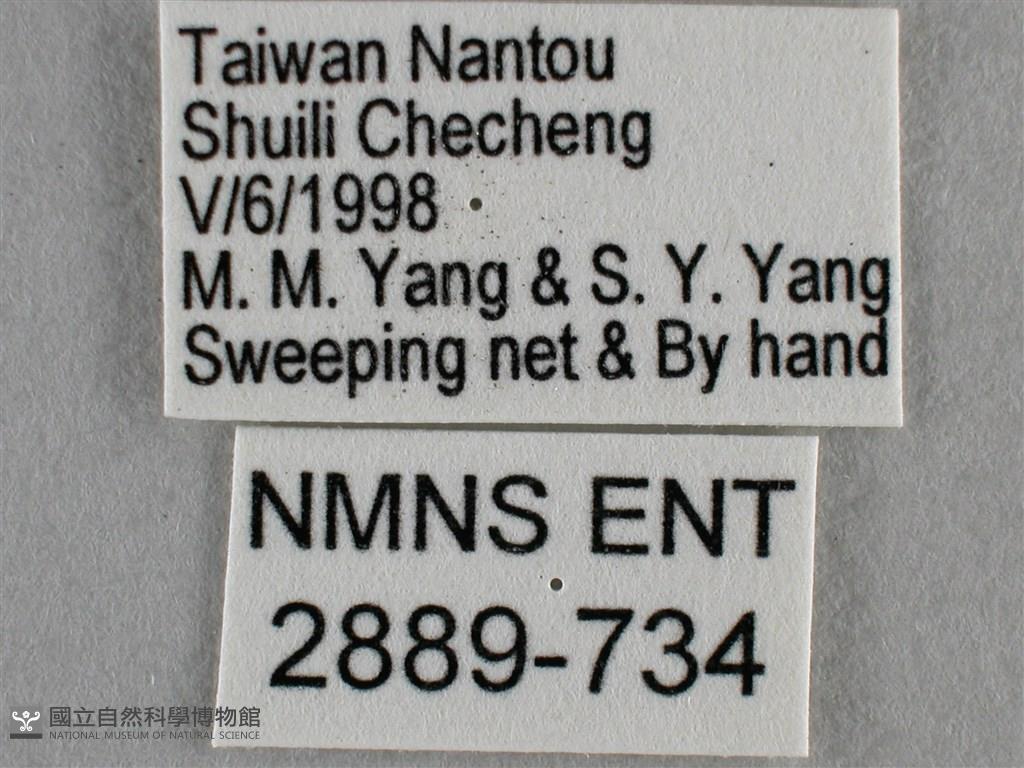 Taiwan Nantou
Shuili Checheng
V/6/1998
M. M. Yang & S. Y. Yang
Sweeping net & By hand
NMNS ENT
2889-734
國立自然科學博物館
NATIONAL MUSEUM OF NATURAL SCIENCE